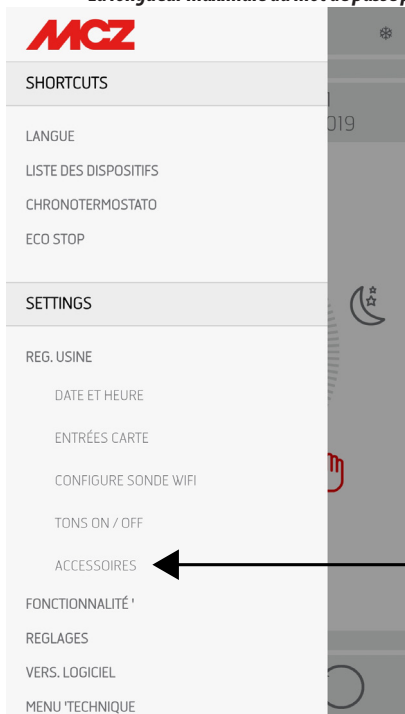 MCZ
SHORTCUTS
LANGUE
LISTE DES DISPOSITIFS
CHRONOTERMOSTATO
ECO STOP
SETTINGS
REG. USINE
DATE ET HEURE
ENTRÉES CARTE
CONFIGURE SONDE WIFI
TONS ON / OFF
ACCESSOIRES
FONCTIONNALITÉ '
REGLAGES
VERS. LOGICIEL
MENU 'TECHNIQUE
019